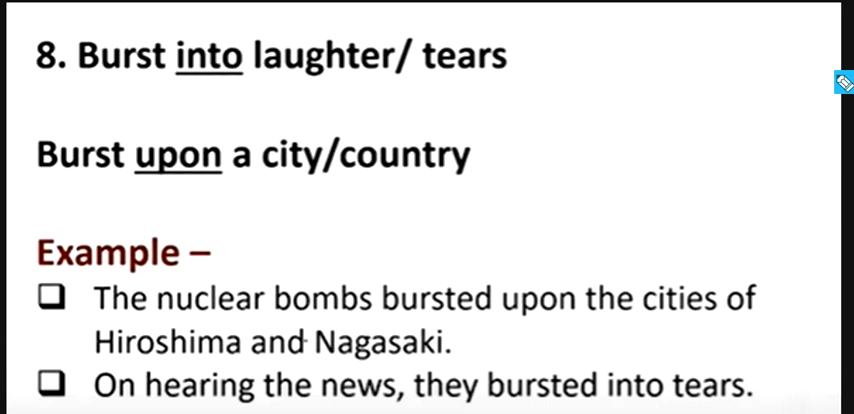 8. Burst into laughter/ tears
Burst upon a city/country
Example –
❑ The nuclear bombs bursted upon the cities of
Hiroshima and Nagasaki.
❑ On hearing the news, they bursted into tears.